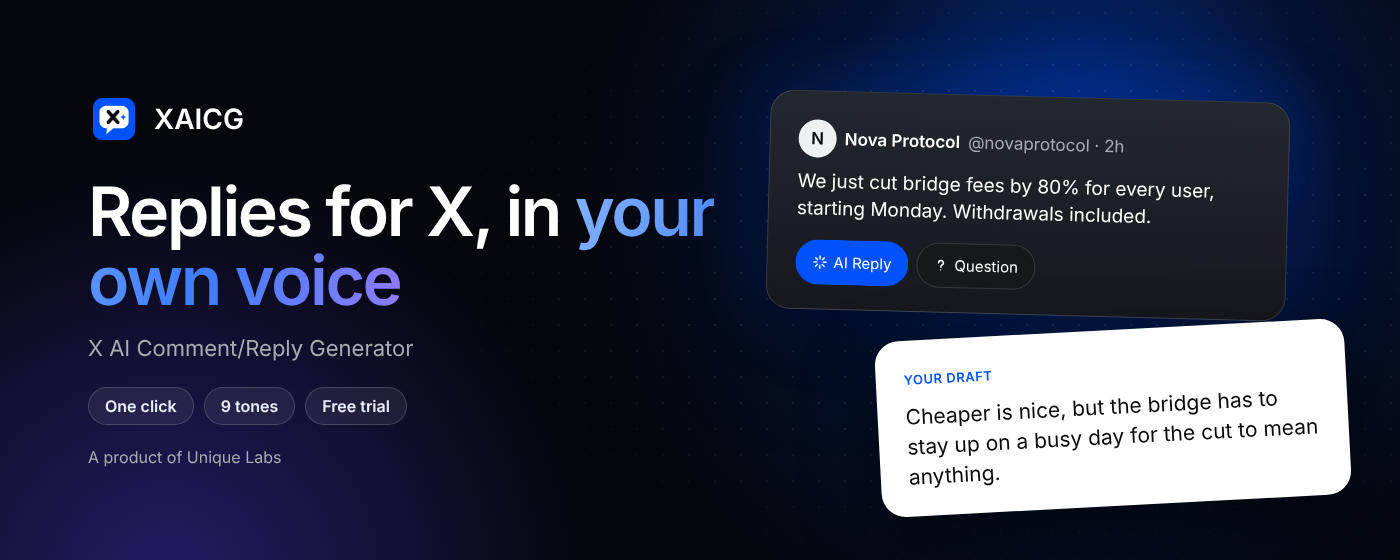 XAICG
Replies for X, in your
own voice
X AI Comment/Reply Generator
One click
9 tones
Free trial
A product of Unique Labs
N
Nova Protocol @novaprotocol · 2h
We just cut bridge fees by 80% for every user,
starting Monday. Withdrawals included.
AI Reply
? Question
YOUR DRAFT
Cheaper is nice, but the bridge has to
stay up on a busy day for the cut to mean
anything.